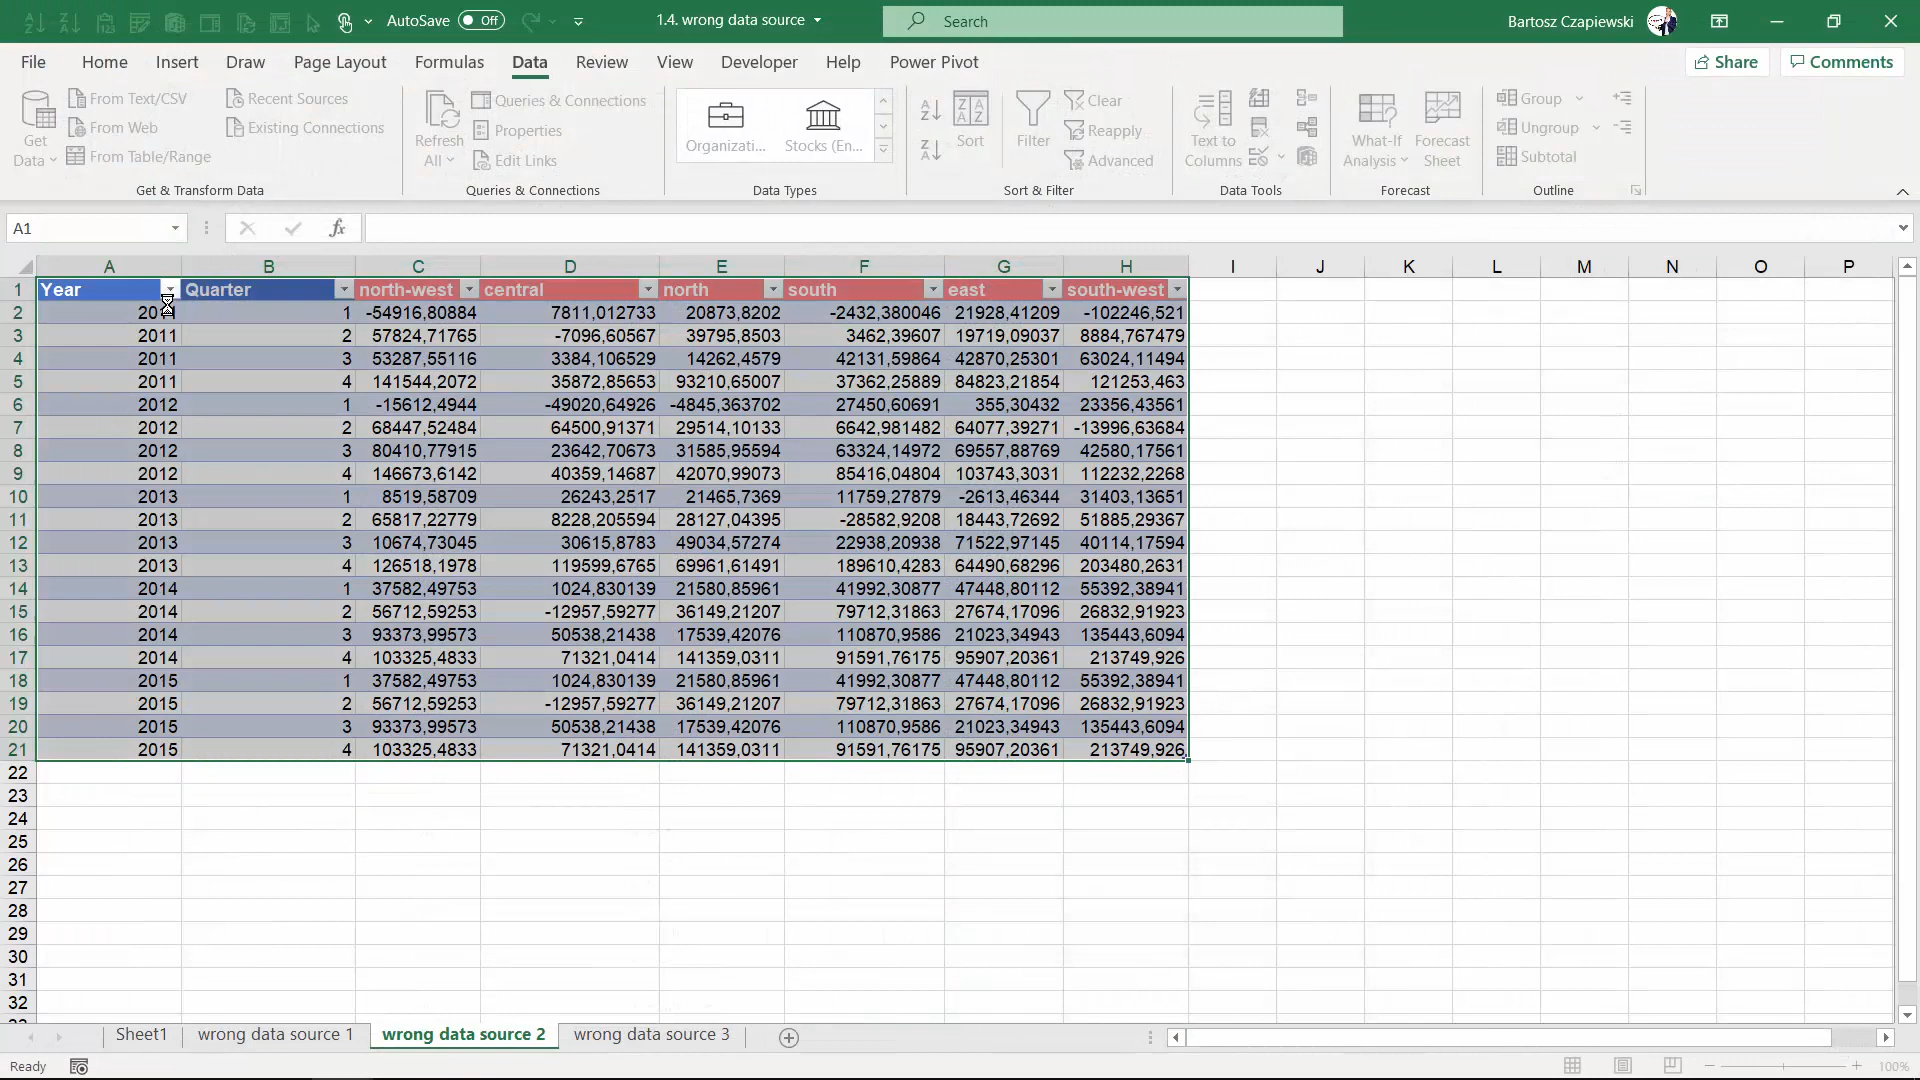 AutoSave Off
1.4. wrong data source
Search
Bartosz Czapiewski
File Home Insert Draw Page Layout Formulas Data Review View Developer Help Power Pivot
Share Comments
Get Data
From Text/CSV
From Web
From Table/Range
Recent Sources
Existing Connections
Get & Transform Data
Refresh All
Queries & Connections
Properties
Edit Links
Queries & Connections
Organizati...
Stocks (En...
Data Types
Sort
Filter
Clear
Reapply
Advanced
Sort & Filter
Text to Columns
Data Tools
What-If Analysis
Forecast Sheet
Forecast
Group
Ungroup
Subtotal
Outline
A1
fx
A B C D E F G H I J K L M N O P
1 Year Quarter north-west central north south east south-west
2 2011 1 -54916,80884 7811,012733 20873,8202 -2432,380046 21928,41209 -102246,521
3 2011 2 57824,71765 -7096,60567 39795,8503 3462,39607 19719,09037 8884,767479
4 2011 3 53287,55116 3384,106529 14262,4579 42131,59864 42870,25301 63024,11494
5 2011 4 141544,2072 35872,85653 93210,65007 37362,25889 84823,21854 121253,463
6 2012 1 -15612,4944 -49020,64926 -4845,363702 27450,60691 355,30432 23356,43561
7 2012 2 68447,52484 64500,91371 29514,10133 6642,981482 64077,39271 -13996,63684
8 2012 3 80410,77915 23642,70673 31585,95594 63324,14972 69557,88769 42580,17561
9 2012 4 146673,6142 40359,14687 42070,99073 85416,04804 103743,3031 112232,2268
10 2013 1 8519,58709 26243,2517 21465,7369 11759,27879 -2613,46344 31403,13651
11 2013 2 65817,22779 8228,205594 28127,04395 -28582,9208 18443,72692 51885,29367
12 2013 3 10674,73045 30615,8783 49034,57274 22938,20938 71522,97145 40114,17594
13 2013 4 126518,1978 119599,6765 69961,61491 189610,4283 64490,68296 203480,2631
14 2014 1 37582,49753 1024,830139 21580,85961 41992,30877 47448,80112 55392,38941
15 2014 2 56712,59253 -12957,59277 36149,21207 79712,31863 27674,17096 26832,91923
16 2014 3 93373,99573 50538,21438 17539,42076 110870,9586 21023,34943 135443,6094
17 2014 4 103325,4833 71321,0414 141359,0311 91591,76175 95907,20361 213749,926
18 2015 1 37582,49753 1024,830139 21580,85961 41992,30877 47448,80112 55392,38941
19 2015 2 56712,59253 -12957,59277 36149,21207 79712,31863 27674,17096 26832,91923
20 2015 3 93373,99573 50538,21438 17539,42076 110870,9586 21023,34943 135443,6094
21 2015 4 103325,4833 71321,0414 141359,0311 91591,76175 95907,20361 213749,926
22
23
24
25
26
27
28
29
30
31
32
Sheet1 wrong data source 1 wrong data source 2 wrong data source 3
Ready
100%